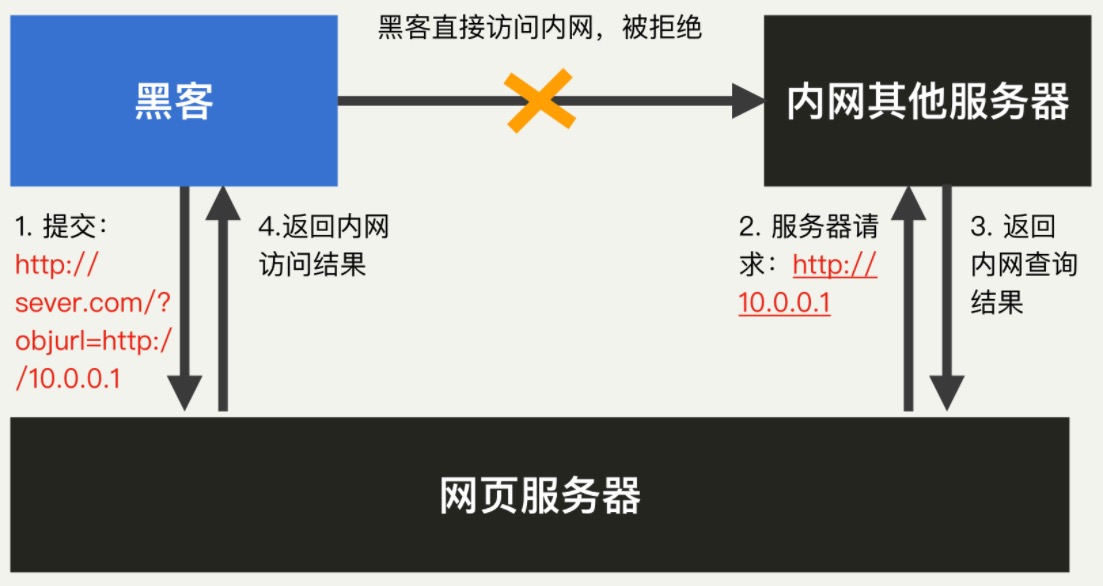 黑客直接访问内网，被拒绝
黑客
内网其他服务器
1. 提交：
http://
sever.com/?
objurl=http:/
/10.0.0.1
4.返回内网
访问结果
2. 服务器请
求：http://
10.0.0.1
3. 返回
内网查询
结果
网页服务器